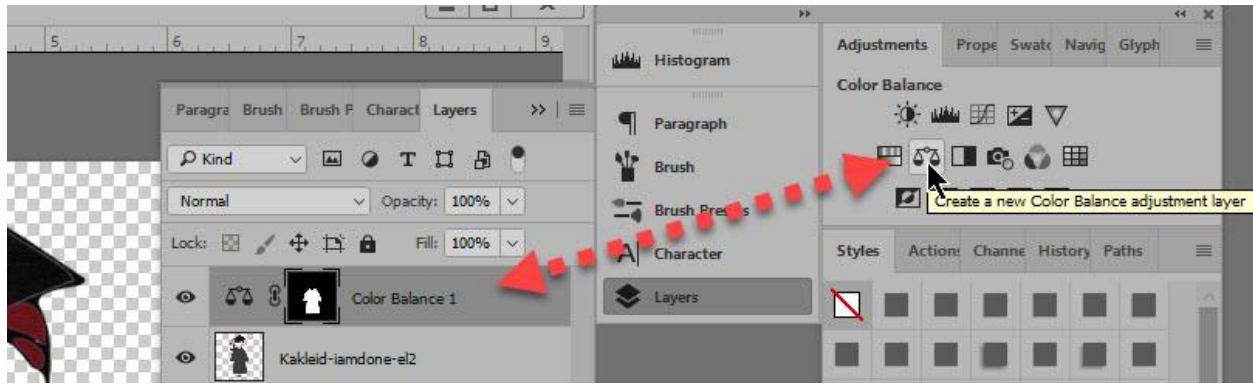 5 6 7 8 9
Paragra Brush Brush P Charact Layers
Kind
Normal Opacity: 100%
Lock: Fill: 100%
Color Balance 1
Kakleid-iamdone-el2
Histogram
Paragraph
Brush
Brush Presets
A Character
Layers
Adjustments Prope Swatc Navig Glyph
Color Balance
Create a new Color Balance adjustment layer
Styles Action: Channe History Paths